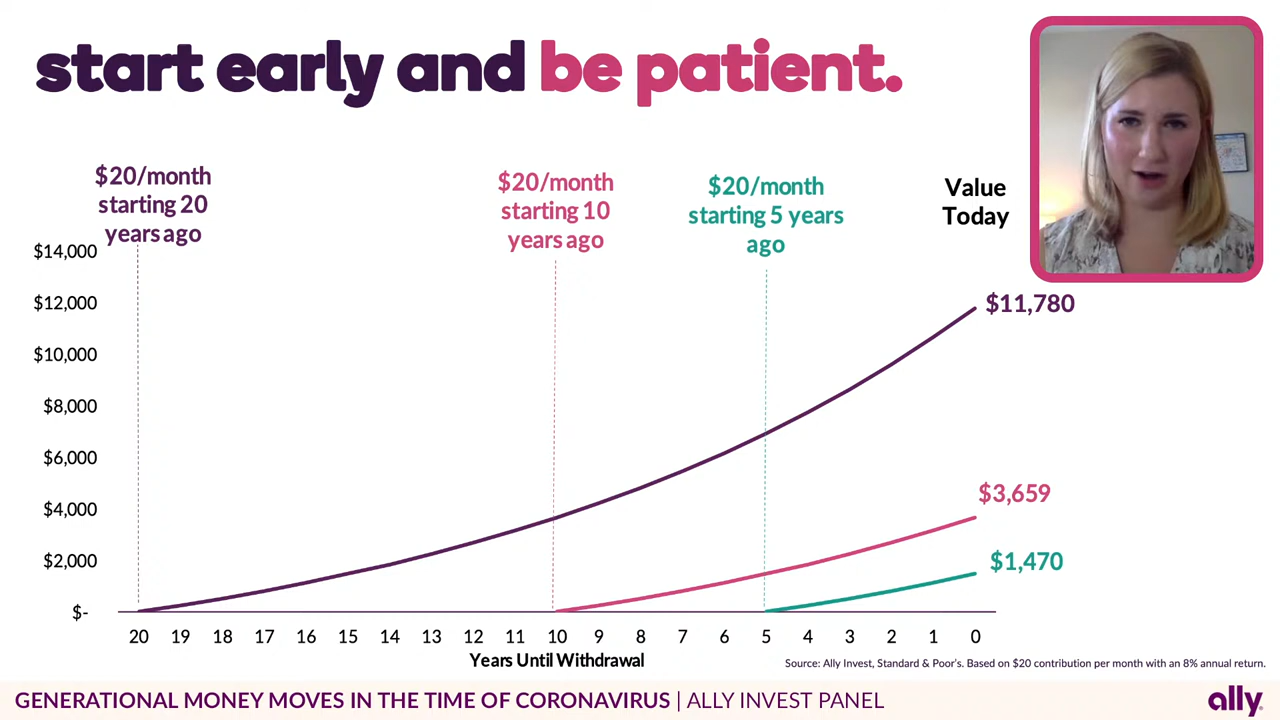 start early and be patient.
$20/month
starting 20
years ago
$20/month
starting 10
years ago
$20/month
starting 5 years
ago
Value
Today
$14,000
$12,000
$10,000
$8,000
$6,000
$4,000
$2,000
$-
$11,780
$3,659
$1,470
20 19 18 17 16 15 14 13 12 11 10 9 8 7 6 5 4 3 2 1 0
Years Until Withdrawal
Source: Ally Invest, Standard & Poor's. Based on $20 contribution per month with an 8% annual return.
GENERATIONAL MONEY MOVES IN THE TIME OF CORONAVIRUS | ALLY INVEST PANEL
ally